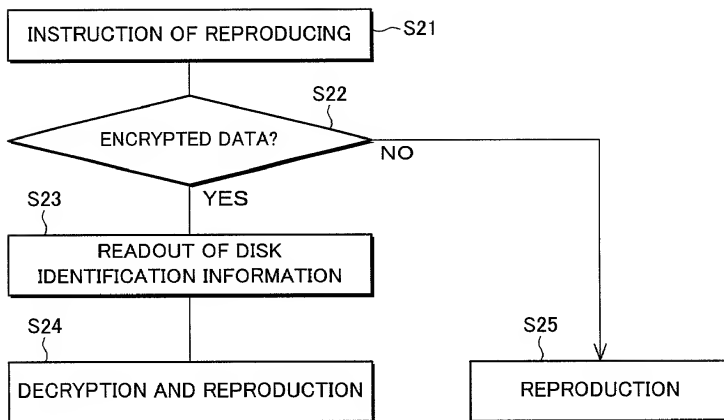 INSTRUCTION OF REPRODUCING
S21
S22
ENCRYPTED DATA?
NO
YES
S23
READOUT OF DISK
IDENTIFICATION INFORMATION
S24
DECRYPTION AND REPRODUCTION
S25
REPRODUCTION